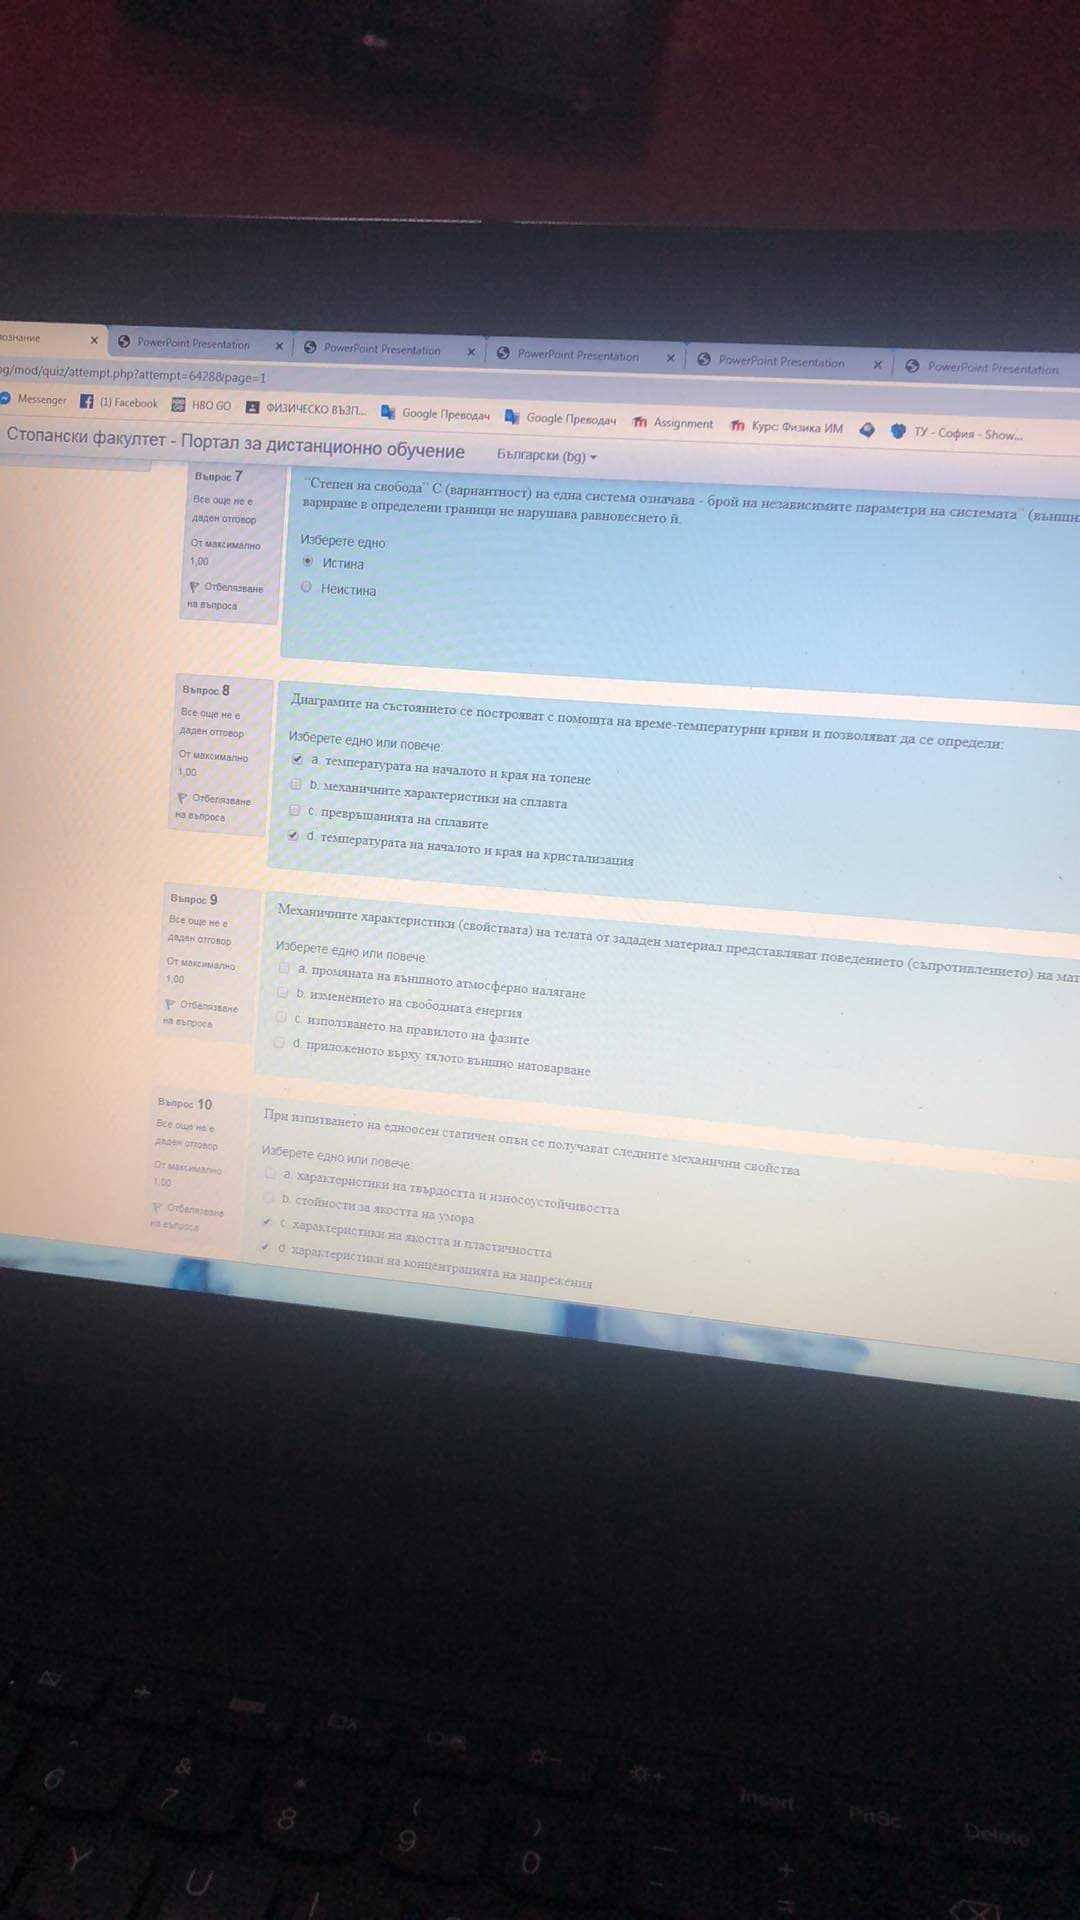 PowerPoint Presentation
PowerPoint Presentation
PowerPoint Presentation
PowerPoint Presentation
PowerPoint Presentation
/mod/quiz/attempt.php?attempt=6428&page=1
Messenger
(1) Facebook
HBO GO
ФИЗИЧЕСКО ВЪЗП...
Google Преводач
Google Преводач
Assignment
Курс: Физика ИМ
ТУ - София - Show...
Стопански факултет - Портал за дистанционно обучение
Български (bg)
Въпрос 7
Все още не е
даден отговор
От максимално
1,00
Отбелязване
на въпроса
"Степен на свобода" С (вариантност) на една система означава - брой на независимите параметри на системата" (външни
вариране в определени граници не нарушава равновесието й.
Изберете едно:
Истина
Неистина
Въпрос 8
Все още не е
даден отговор
От максимално
1,00
Отбелязване
на въпроса
Диаграмите на състоянието се построяват с помощта на време-температурни криви и позволяват да се определи:
Изберете едно или повече:
a. температурата на началото и края на топене
b. механичните характеристики на сплавта
c. превръщанията на сплавите
d. температурата на началото и края на кристализация
Въпрос 9
Все още не е
даден отговор
От максимално
1,00
Отбелязване
на въпроса
Механичните характеристики (свойствата) на телата от зададен материал представляват поведението (съпротивлението) на мат
Изберете едно или повече:
a. промяната на външното атмосферно налягане
b. изменението на свободната енергия
c. използването на правилото на фазите
d. приложеното върху тялото външно натоварване
Въпрос 10
Все още не е
даден отговор
От максимално
1,00
Отбелязване
на въпроса
При изпитването на едноосен статичен опън се получават следните механични свойства
Изберете едно или повече:
a. характеристики на твърдостта и износоустойчивостта
b. стойности за якостта на умора
c. характеристики на якостта и пластичността
d. характеристики на концентрацията на напрежения
Insert
PrtSc
Delete
^
6
&
7
*
8
(
9
)
0
_
-
+
=
Y
U
I